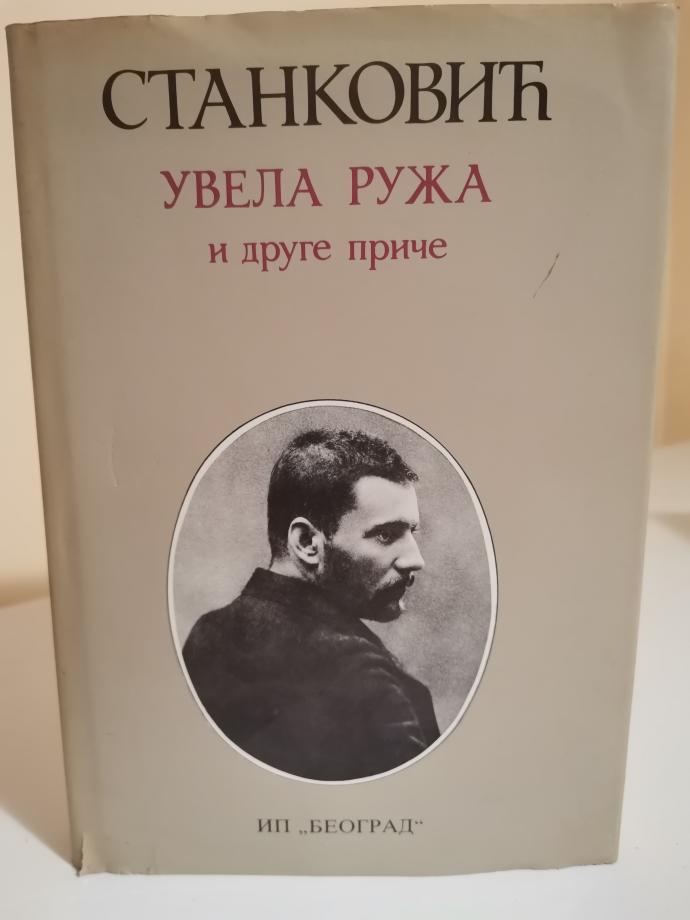 СТАНКОВИЋ
УВЕЛА РУЖА
и друге приче
ИП „БЕОГРАД“